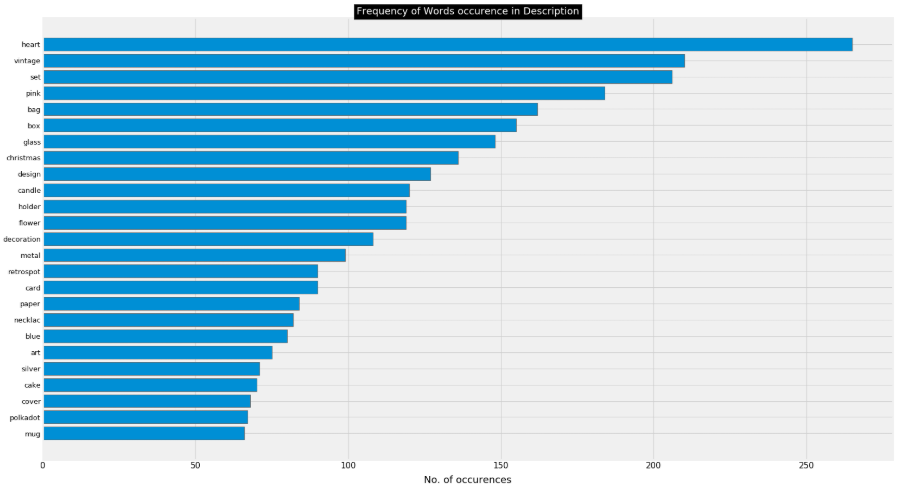 Frequency of Words occurence in Description
heart
vintage
set
pink
bag
box
glass
christmas
design
candle
holder
flower
decoration
metal
retrospot
card
paper
necklac
blue
art
silver
cake
cover
polkadot
mug
0 50 100 150 200 250
No. of occurences